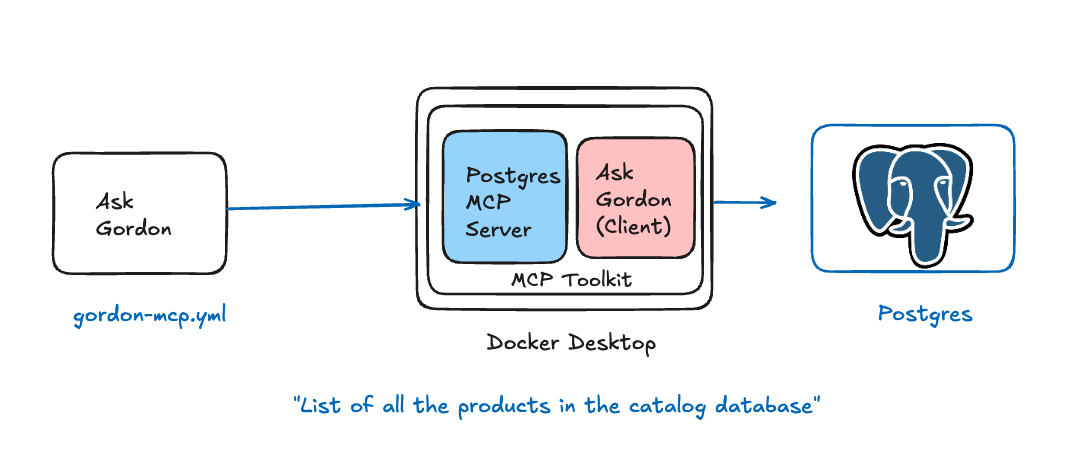 Ask
Gordon
gordon-mcp.yml
Postgres
MCP
Server
Ask
Gordon
(Client)
MCP Toolkit
Docker Desktop
Postgres
"List of all the products in the catalog database"